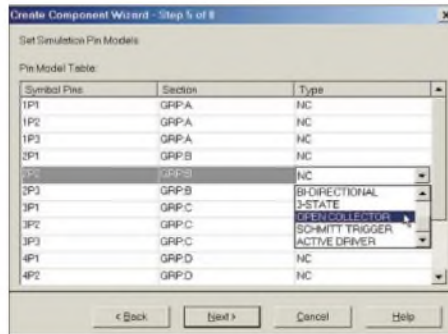 Create Component Wizard - Step 5 of 8
Set Simulation Pin Models
Pin Model Table:
Symbol Pins Section Type
1P1 GRP:A NC
1P2 GRP:A NC
1P3 GRP:A NC
2P1 GRP:B NC
2P2 GRP:B NC
2P3 GRP:B BI-DIRECTIONAL
3P1 GRP:C 3-STATE
3P2 GRP:C OPEN COLLECTOR
3P3 GRP:C SCHMITT TRIGGER
ACTIVE DRIVER
4P1 GRP:D NC
4P2 GRP:D NC
< Back Next > Cancel Help